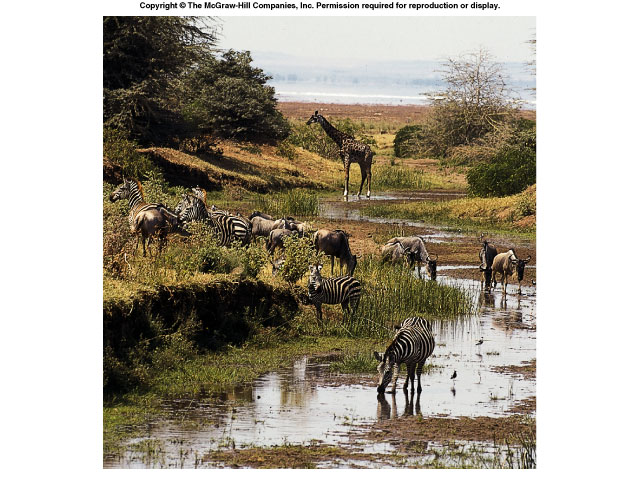 Copyright © The McGraw-Hill Companies, Inc. Permission required for reproduction or display.